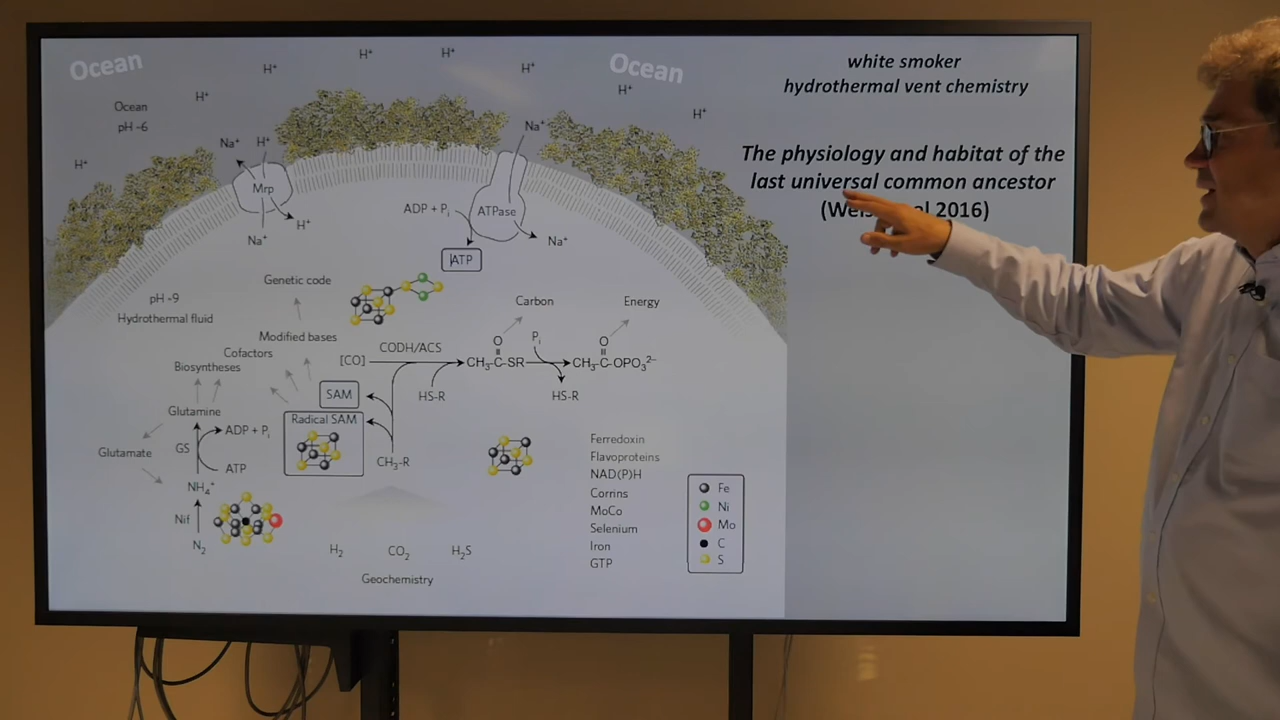 Ocean
Ocean
white smoker
hydrothermal vent chemistry
The physiology and habitat of the
last universal common ancestor
al 2016)
H⁺
H⁺
H⁺
H⁺
H⁺
H⁺
H⁺
H⁺
Ocean
pH ~6
Na⁺
H⁺
Mrp
Na⁺
H⁺
Na⁺
ADP + Pᵢ
ATPase
Na⁺
ATP
Genetic code
pH ~9
Hydrothermal fluid
Modified bases
Cofactors
Biosyntheses
Carbon
Energy
[CO]
CODH/ACS
O
CH₃-C-SR
Pᵢ
O
CH₃-C-OPO₃²⁻
HS-R
HS-R
SAM
Radical SAM
CH₃-R
Glutamine
Glutamate
GS
ADP + Pᵢ
ATP
NH₄⁺
Nif
N₂
H₂
CO₂
H₂S
Geochemistry
Ferredoxin
Flavoproteins
NAD(P)H
Corrins
MoCo
Selenium
Iron
GTP
Fe
Ni
Mo
C
S